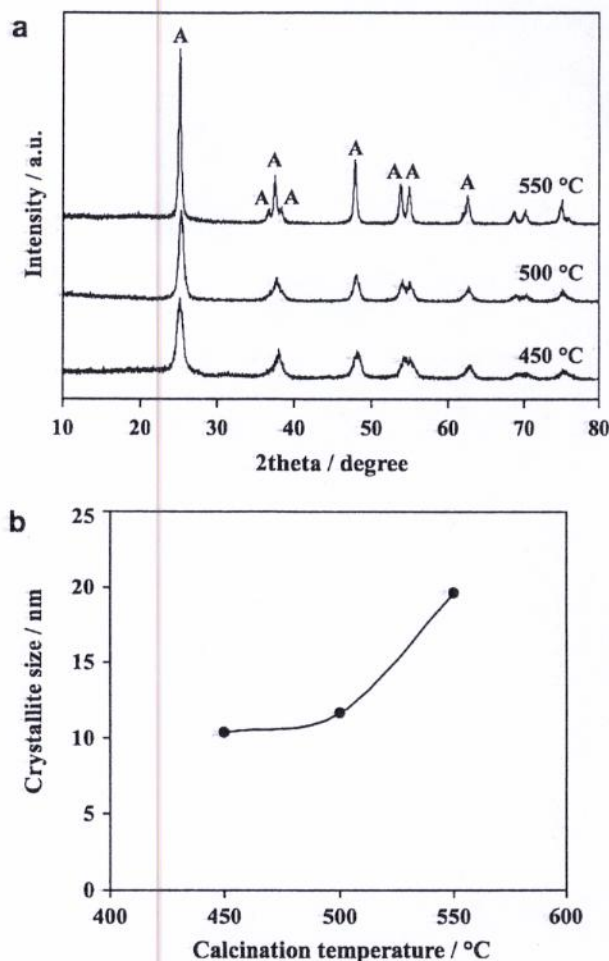 a
A
A
A
A A
A A
A
550 °C
500 °C
450 °C
Intensity / a.u.
10 20 30 40 50 60 70 80
2theta / degree
b
25
20
15
10
5
0
Crystallite size / nm
400 450 500 550 600
Calcination temperature / °C